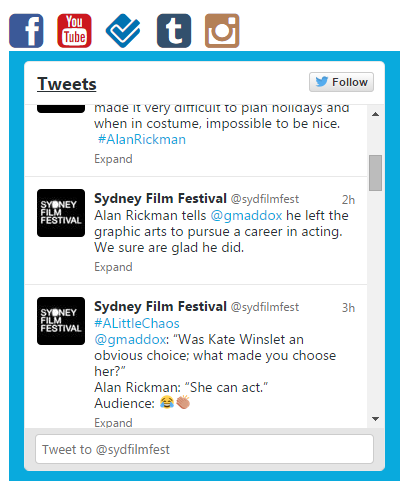 f
You
Tube
t
Tweets
Follow
made it very difficult to plan holidays and
when in costume, impossible to be nice.
#AlanRickman
Expand
SYDNEY
FILM
FESTIVAL
Sydney Film Festival @sydfilmfest 2h
Alan Rickman tells @gmaddox he left the
graphic arts to pursue a career in acting.
We sure are glad he did.
Expand
SYDNEY
FILM
FESTIVAL
Sydney Film Festival @sydfilmfest 3h
#ALittleChaos
@gmaddox: “Was Kate Winslet an
obvious choice; what made you choose
her?”
Alan Rickman: “She can act.”
Audience: 😂👏
Expand
Tweet to @sydfilmfest